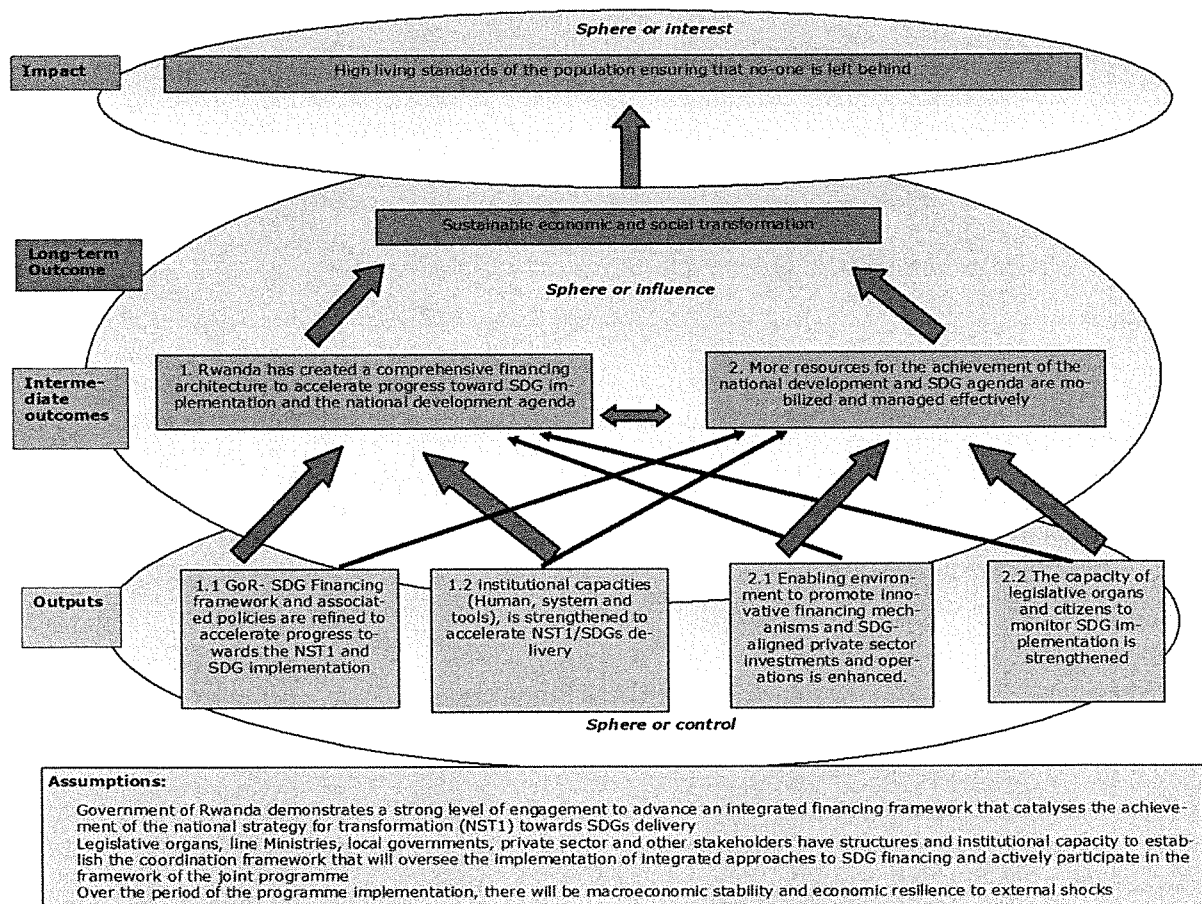 Sphere or interest
Impact
High living standards of the population ensuring that no-one is left behind
Sustainable economic and social transformation
Long-term
Outcome
Sphere or influence
Interme-
diate
outcomes
1. Rwanda has created a comprehensive financing
architecture to accelerate progress toward SDG im-
plementation and the national development agenda
2. More resources for the achievement of the
national development and SDG agenda are mo-
bilized and managed effectively
Outputs
1.1 GoR- SDG Financing
framework and associat-
ed policies are refined to
accelerate progress to-
wards the NST1 and
SDG implementation
1.2 institutional capacities
(Human, system and
tools), is strengthened to
accelerate NST1/SDGs de-
livery
2.1 Enabling environ-
ment to promote inno-
vative financing mech-
anisms and SDG-
aligned private sector
investments and oper-
ations is enhanced.
2.2 The capacity of
legislative organs
and citizens to
monitor SDG im-
plementation is
strengthened
Sphere or control
Assumptions:
Government of Rwanda demonstrates a strong level of engagement to advance an integrated financing framework that catalyses the achieve-
ment of the national strategy for transformation (NST1) towards SDGs delivery
Legislative organs, line Ministries, local governments, private sector and other stakeholders have structures and institutional capacity to estab-
lish the coordination framework that will oversee the implementation of integrated approaches to SDG financing and actively participate in the
framework of the joint programme
Over the period of the programme implementation, there will be macroeconomic stability and economic resilience to external shocks